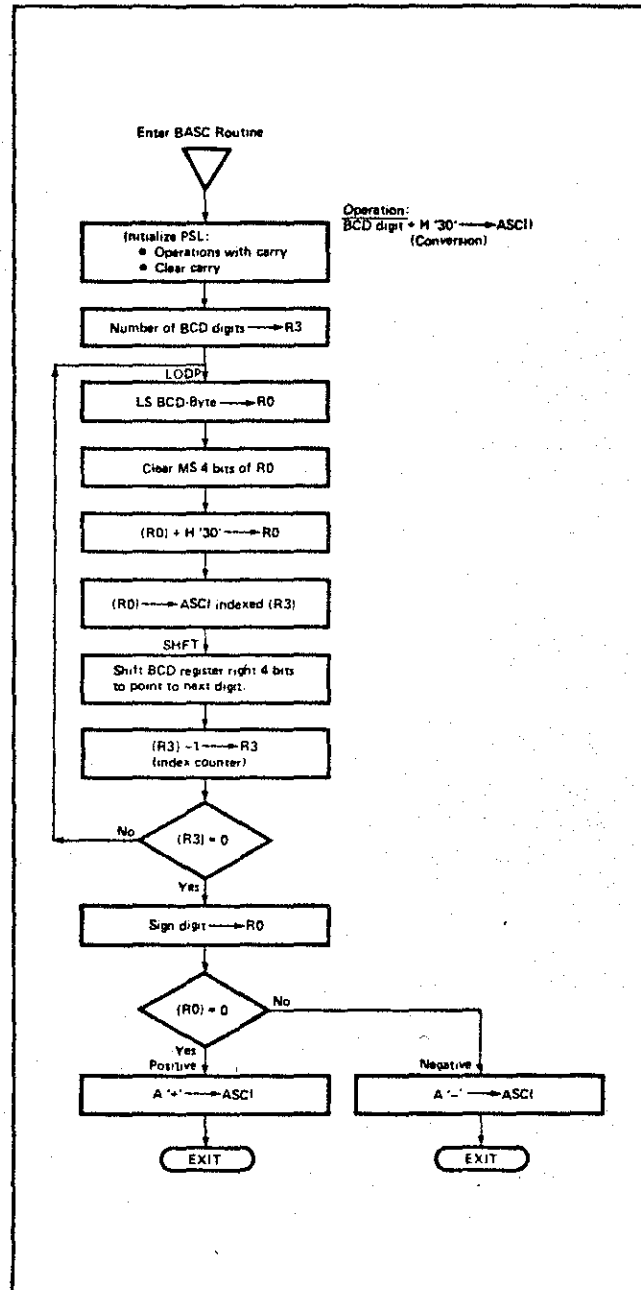 Enter BASC Routine
Operation:
BCD digit + H '30' → ASCII
(Conversion)
Initialize PSL:
• Operations with carry
• Clear carry
Number of BCD digits → R3
LODP
LS BCD-Byte → R0
Clear MS 4 bits of R0
(R0) + H '30' → R0
(R0) → ASCI indexed (R3)
SHFT
Shift BCD register right 4 bits
to point to next digit.
(R3) -1 → R3
(index counter)
No
(R3) = 0
Yes
Sign digit → R0
(R0) = 0
No
Yes
Positive
Negative
A '+' → ASCI
A '-' → ASCI
EXIT
EXIT